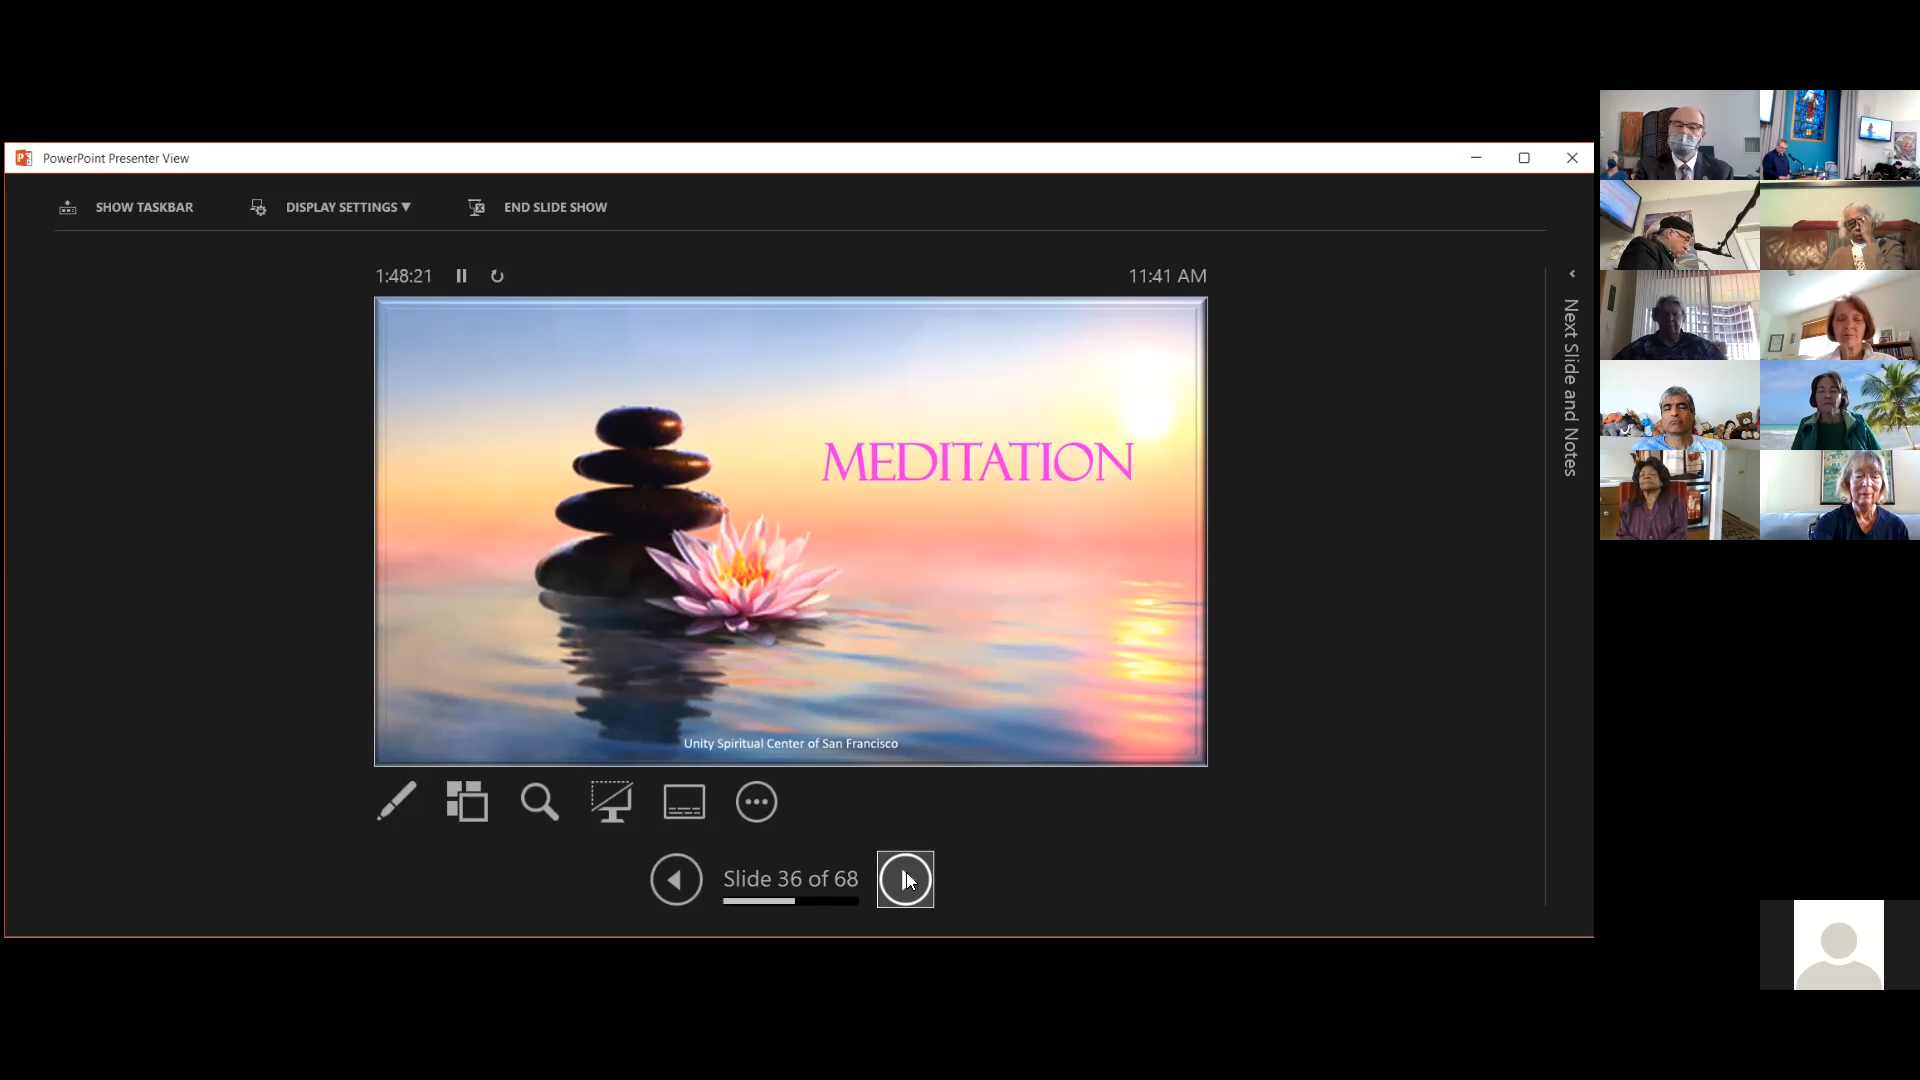 PowerPoint Presenter View
SHOW TASKBAR
DISPLAY SETTINGS ▼
END SLIDE SHOW
1:48:21
11:41 AM
MEDITATION
Unity Spiritual Center of San Francisco
Slide 36 of 68
Next Slide and Notes